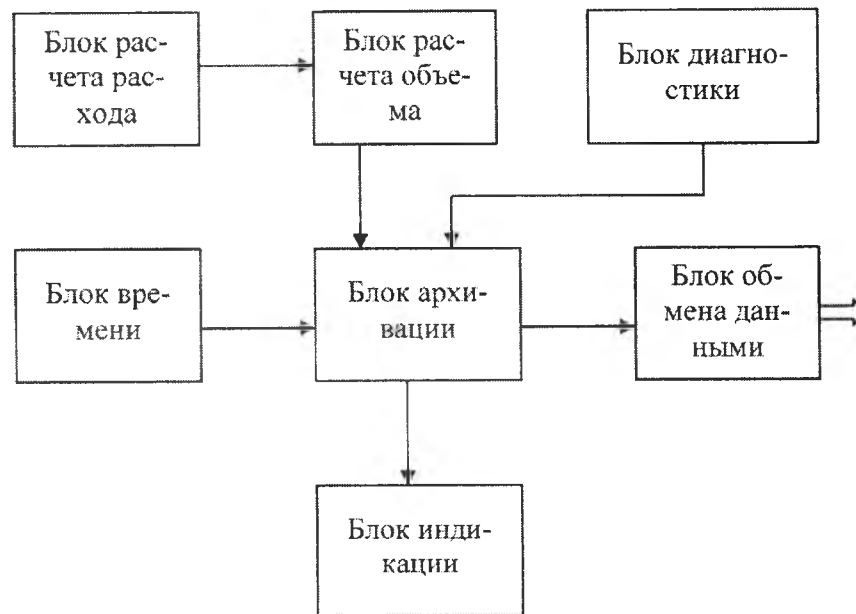 Блок рас-
чета рас-
хода
Блок рас-
чета объе-
ма
Блок диагно-
стики
Блок вре-
мени
Блок архи-
вации
Блок об-
мена дан-
ными
Блок инди-
кации